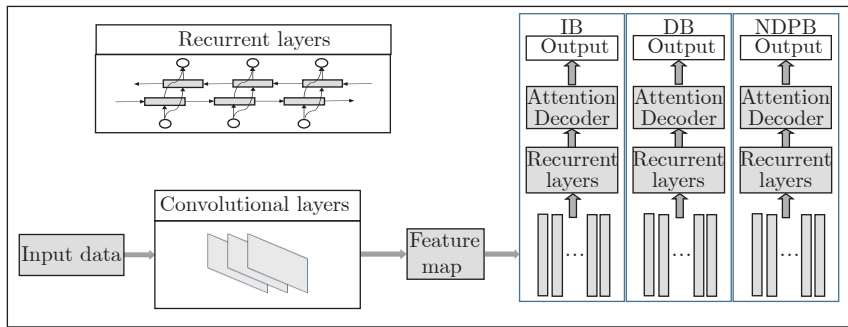 Recurrent layers
Input data
Convolutional layers
Feature
map
IB
Output
Attention
Decoder
Recurrent
layers
...
DB
Output
Attention
Decoder
Recurrent
layers
...
NDPB
Output
Attention
Decoder
Recurrent
layers
...